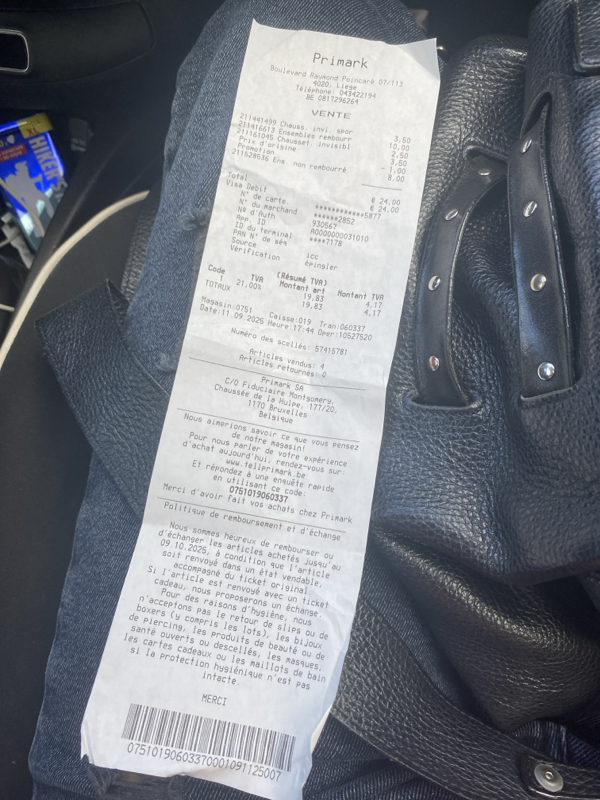 Primark
Boulevard Raymond Poincaré 07/113
4020, Liege
Téléphone: 043422194
BE 0817296264
VENTE
211441499 Chauss. invi. spor 3,50
211416613 Ensembles rembourr 10,00
211161045 Chausset. invisibl 2,50
Prix d'origine 3,50
Promotion - 1,00
211528536 Ens. non rembourré 8,00
Total € 24,00
Visa Debit € 24,00
N° de carte ************5877
N° du marchand ******2852
N° d'Auth 930567
App. ID A0000000031010
ID du terminal ****7178
PAN N° de sés
Source icc
Vérification épingler
(Résumé TVA)
Code TVA Montant art Montant TVA
21,00% 19,83 4,17
TOTAUX 19,83 4,17
Magasin:0751 Caisse:019 Tran:060337
Date:11.09.2025 Heure:17:44 Oper:10527520
Numéro des scellés: 57415781
Articles vendus: 4
Articles retournés: 0
Primark SA
C/O Fiduciaire Montgomery,
Chaussée de la Hulpe, 177/20,
1170 Bruxelles
Belgique
Nous aimerions savoir ce que vous pensez
de notre magasin!
Pour nous parler de votre expérience
d'achat aujourd'hui, rendez-vous sur:
www.tellprimark.be
Et répondez à une enquête rapide
en utilisant ce code:
0751019060337
Merci d'avoir fait vos achats chez Primark
Politique de remboursement et d'échange
Nous sommes heureux de rembourser ou
d'échanger les articles achetés jusqu'au
09.10.2025, à condition que l'article
soit renvoyé dans un état vendable,
accompagné du ticket original.
Si l'article est renvoyé avec un ticket
cadeau, nous proposerons un échange.
Pour des raisons d'hygiène, nous
n'acceptons pas le retour de slips ou de
boxers (y compris les lots), les bijoux
de piercing, les produits de beauté ou de
santé ouverts ou descellés, les masques,
les cartes cadeaux ou les maillots de bain
si la protection hygiénique n'est pas
intacte.
MERCI
07510190603370001091125007
XL
HIKER'S